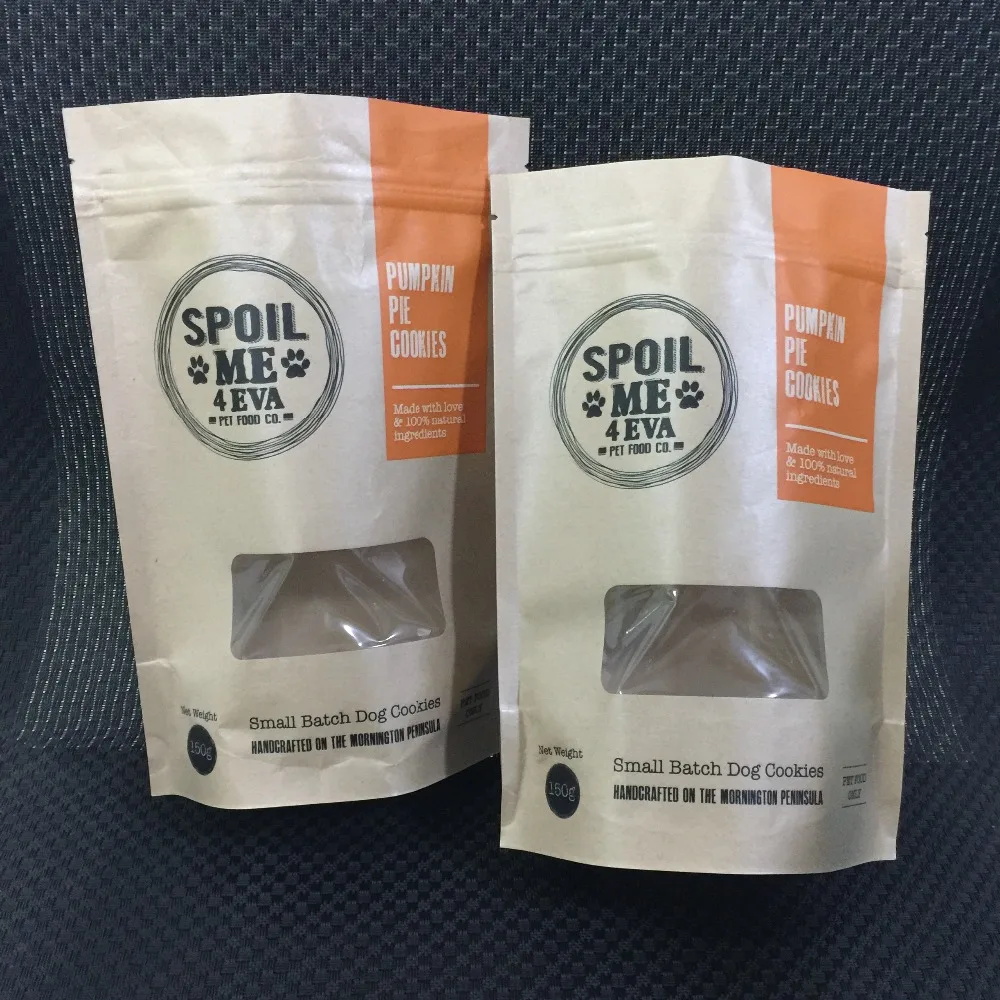 PUMPKIN
PIE
COOKIES
Made with love
& 100% natural
ingredients
SPOIL
ME
4 EVA
PET FOOD CO.
Net Weight
150g
Small Batch Dog Cookies
HANDCRAFTED ON THE MORNINGTON PENINSULA
PET FOOD
ONLY
PUMPKIN
PIE
COOKIES
Made with love
& 100% natural
ingredients
SPOIL
ME
4 EVA
PET FOOD CO.
Net Weight
150g
Small Batch Dog Cookies
HANDCRAFTED ON THE MORNINGTON PENINSULA
PET FOOD
ONLY